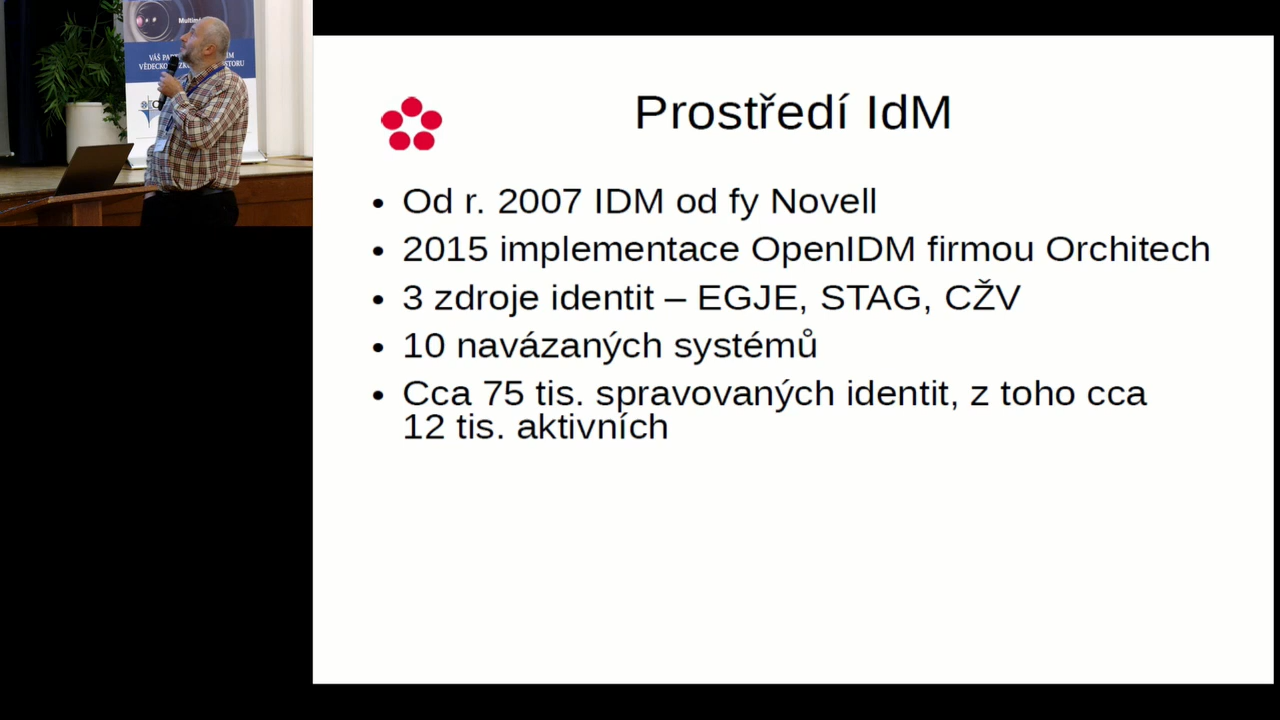 Prostředí IdM
Od r. 2007 IDM od fy Novell
2015 implementace OpenIDM firmou Orchitech
3 zdroje identit – EGJE, STAG, CŽV
10 navázaných systémů
Cca 75 tis. spravovaných identit, z toho cca
12 tis. aktivních
VÁŠ